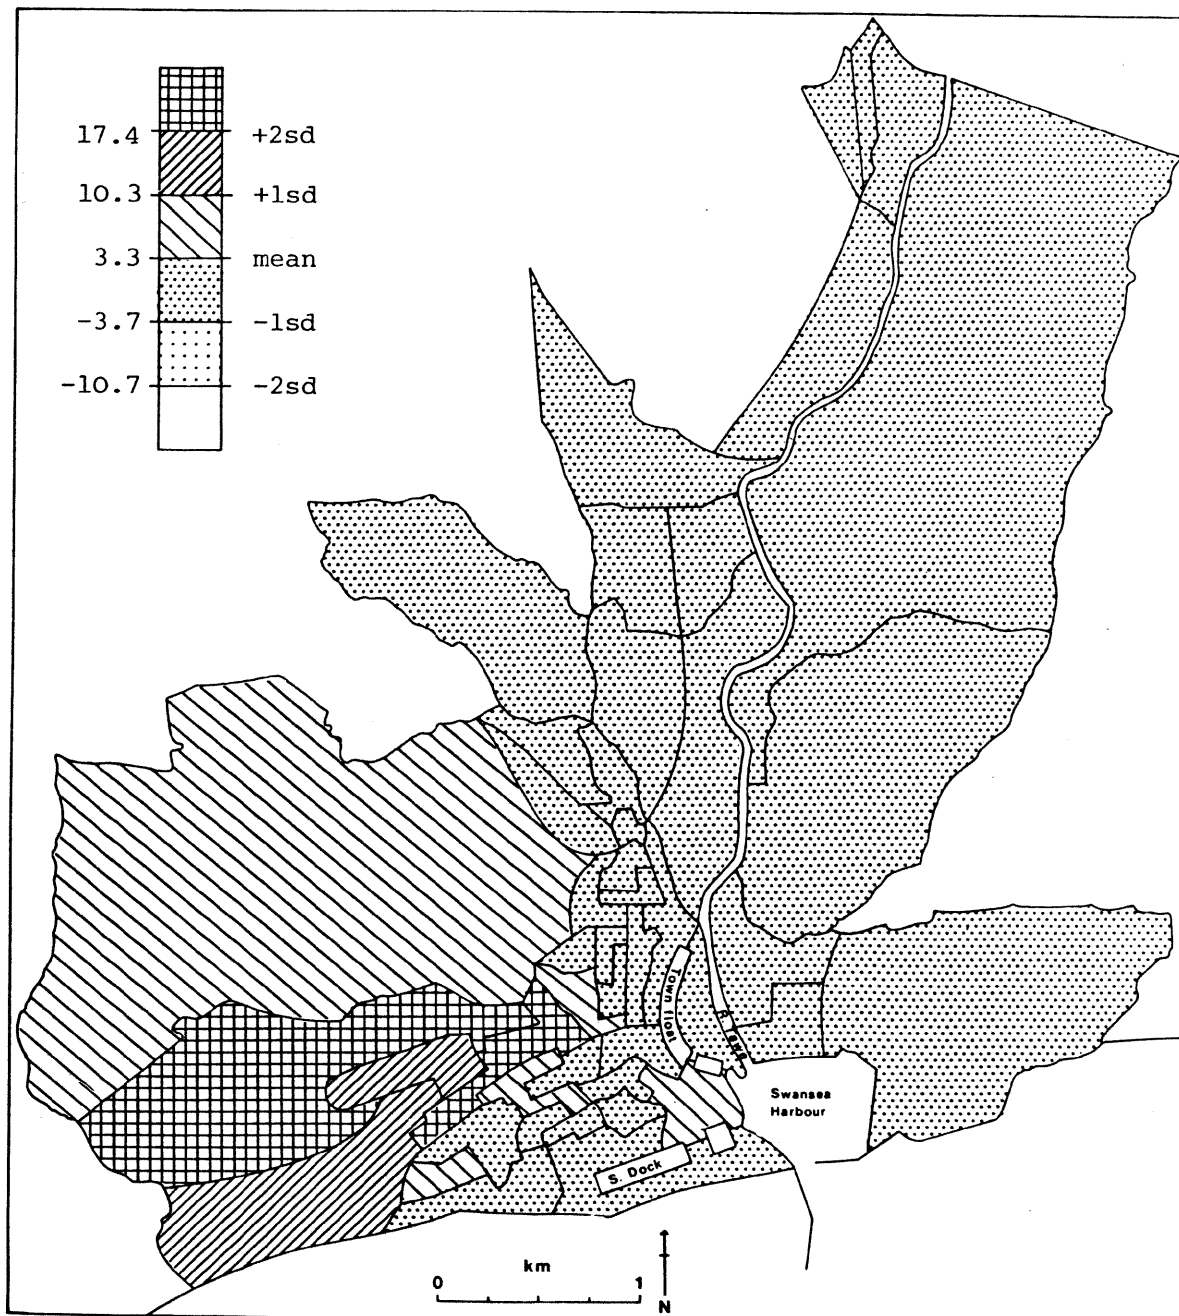 17.4 +2sd
10.3 +1sd
3.3 mean
-3.7 -1sd
-10.7 -2sd
Town float
R. Tawe
Swansea
Harbour
S. Dock
km
0 1
N